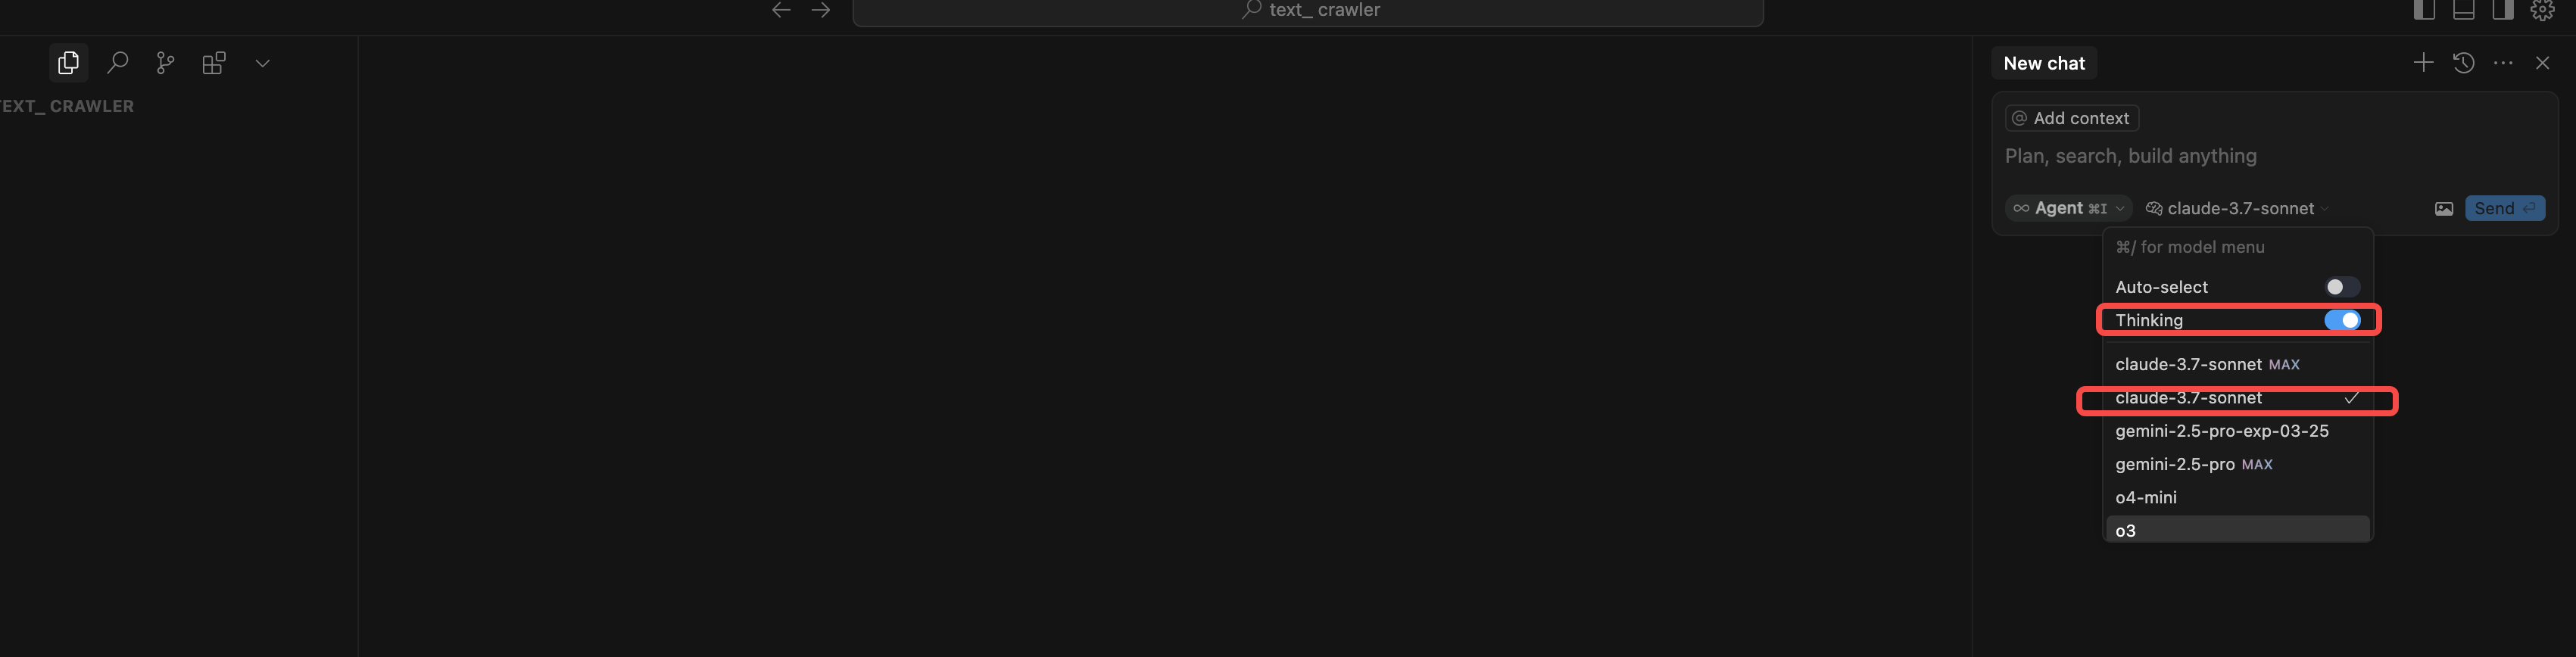 text_ crawler
TEXT_ CRAWLER
New chat
@ Add context
Plan, search, build anything
∞ Agent ⌘I claude-3.7-sonnet Send ⏎
⌘/ for model menu
Auto-select
Thinking
claude-3.7-sonnet MAX
claude-3.7-sonnet ✓
gemini-2.5-pro-exp-03-25
gemini-2.5-pro MAX
o4-mini
o3